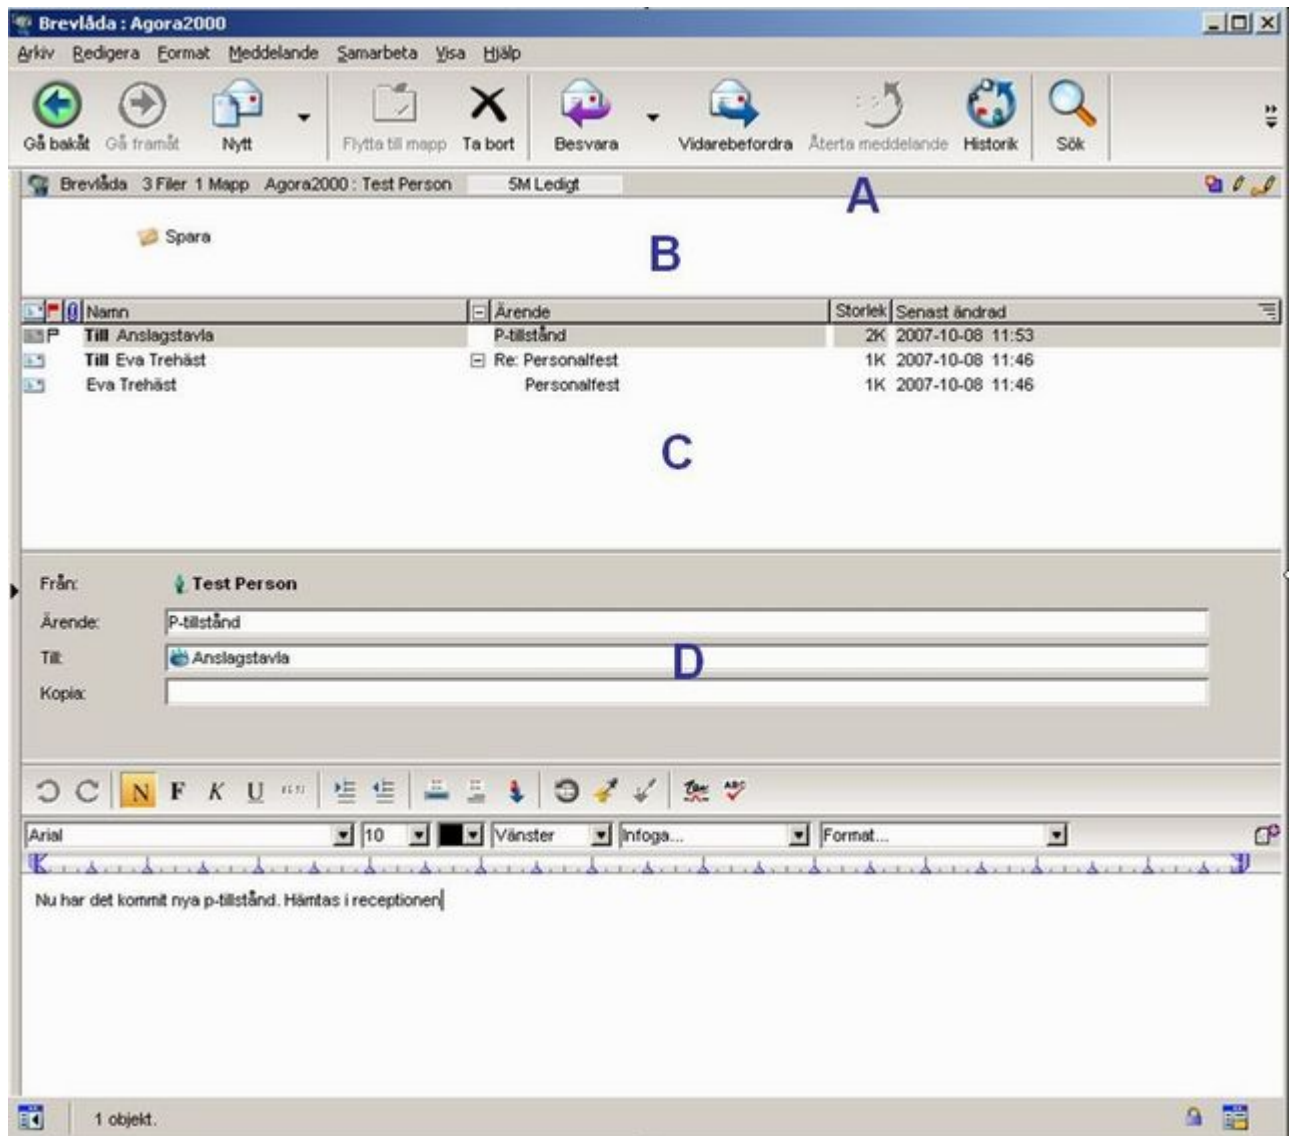 Brevlåda : Agora2000
Arkiv Redigera Format Meddelande Samarbeta Visa Hjälp
Gå bakåt Gå framåt Nytt Flytta till mapp Ta bort Besvara Vidarebefordra Återta meddelande Historik Sök
Brevlåda 3 Filer 1 Mapp Agora2000 : Test Person 5M Ledigt
A
Spara
B
Namn Ärende Storlek Senast ändrad
Till Anslagstavla P-tillstånd 2K 2007-10-08 11:53
Till Eva Trehäst Re: Personalfest 1K 2007-10-08 11:46
Eva Trehäst Personalfest 1K 2007-10-08 11:46
C
Från: Test Person
Ärende: P-tillstånd
Till: Anslagstavla
D
Kopia:
N F K U
ABC
Arial 10 Vänster Infoga... Format...
Nu har det kommit nya p-tillstånd. Hämtas i receptionen
1 objekt.